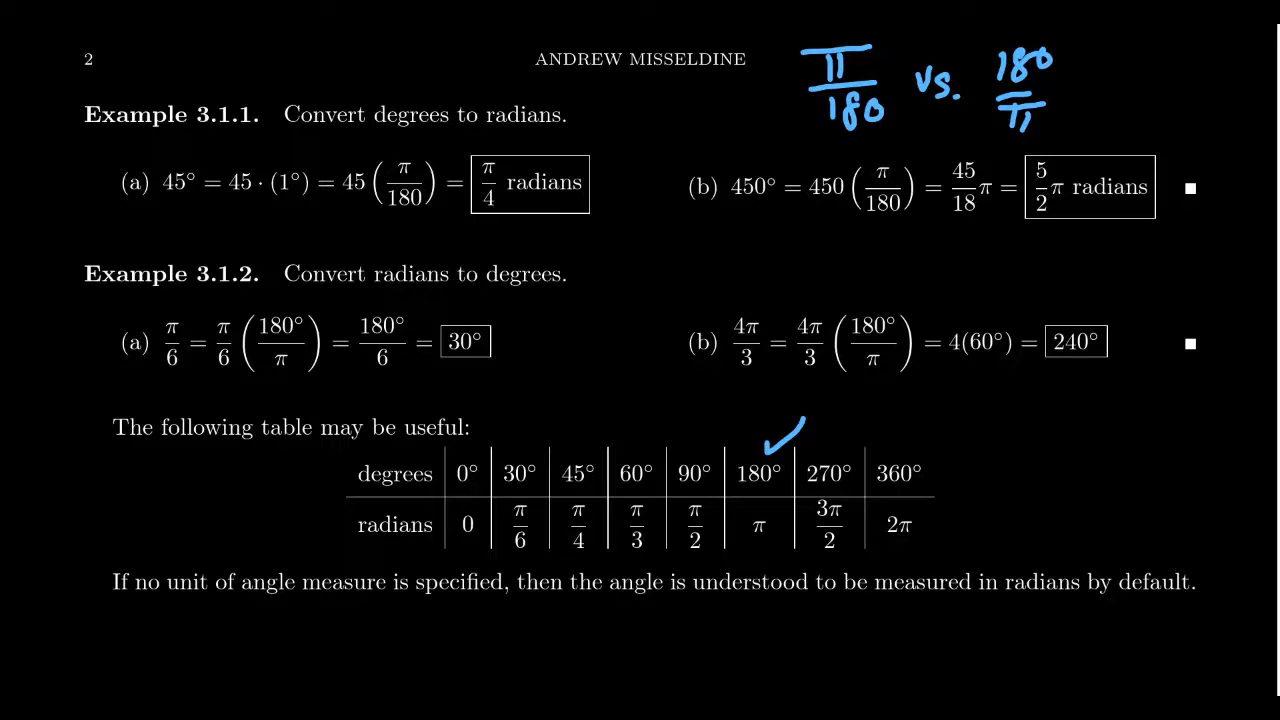 2 ANDREW MISSELDINE
π/180 vs. 180/π
Example 3.1.1. Convert degrees to radians.
(a) 45° = 45 · (1°) = 45 (π/180) = π/4 radians
(b) 450° = 450 (π/180) = 45/18 π = 5/2 π radians ■
Example 3.1.2. Convert radians to degrees.
(a) π/6 = π/6 (180°/π) = 180°/6 = 30°
(b) 4π/3 = 4π/3 (180°/π) = 4(60°) = 240° ■
The following table may be useful:
degrees 0° 30° 45° 60° 90° 180° 270° 360°
radians 0 π/6 π/4 π/3 π/2 π 3π/2 2π
If no unit of angle measure is specified, then the angle is understood to be measured in radians by default.